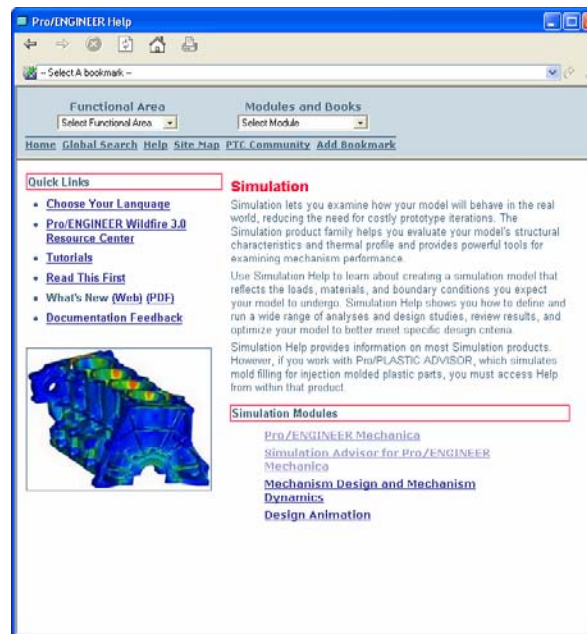 Pro/ENGINEER Help
-- Select A bookmark --
Functional Area
Modules and Books
Select Functional Area
Select Module
Home Global Search Help Site Map PTC Community Add Bookmark
Quick Links
Choose Your Language
Pro/ENGINEER Wildfire 3.0
Resource Center
Tutorials
Read This First
What's New (Web) (PDF)
Documentation Feedback
Simulation
Simulation lets you examine how your model will behave in the real
world, reducing the need for costly prototype iterations. The
Simulation product family helps you evaluate your model's structural
characteristics and thermal profile and provides powerful tools for
examining mechanism performance.
Use Simulation Help to learn about creating a simulation model that
reflects the loads, materials, and boundary conditions you expect
your model to undergo. Simulation Help shows you how to define and
run a wide range of analyses and design studies, review results, and
optimize your model to better meet specific design criteria.
Simulation Help provides information on most Simulation products.
However, if you work with Pro/PLASTIC ADVISOR, which simulates
mold filling for injection molded plastic parts, you must access Help
from within that product.
Simulation Modules
Pro/ENGINEER Mechanica
Simulation Advisor for Pro/ENGINEER
Mechanica
Mechanism Design and Mechanism
Dynamics
Design Animation